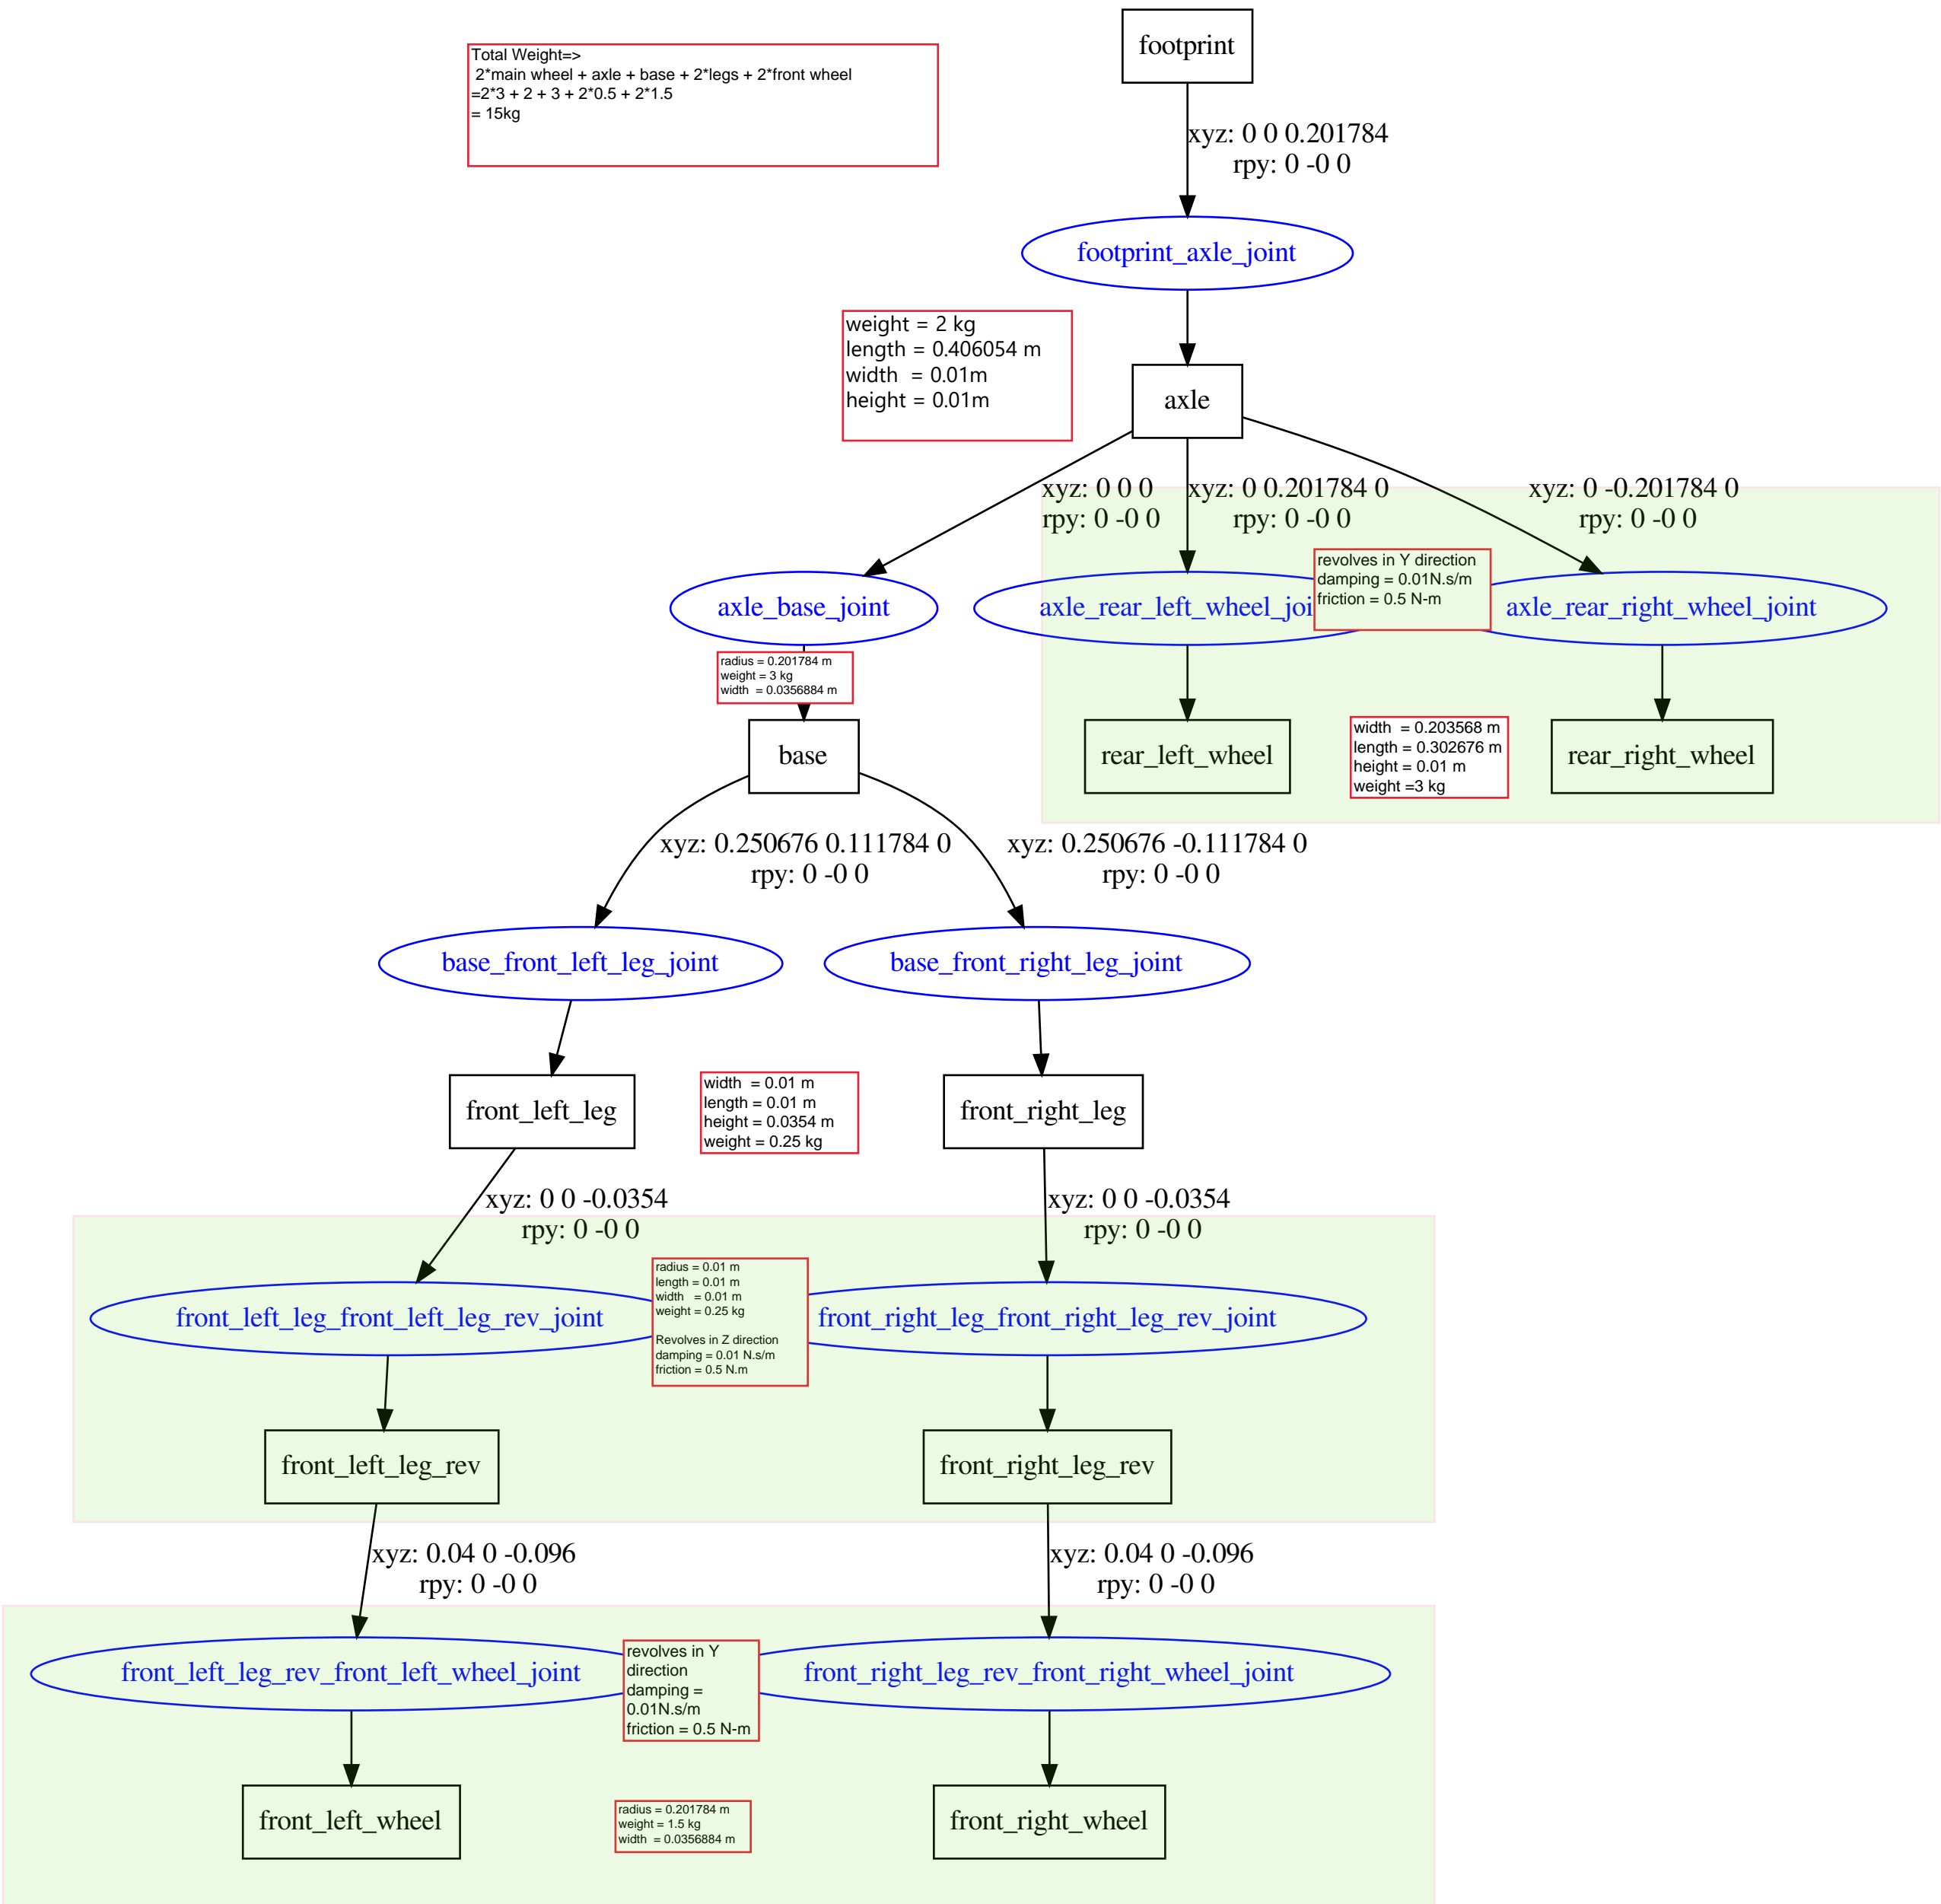 footprint
Total Weight=>
2*main wheel + axle + base + 2*legs + 2*front wheel
=2*3 + 2 + 3 + 2*0.5 + 2*1.5
= 15kg
xyz: 0 0 0.201784
rpy: 0 -0 0
footprint_axle_joint
weight = 2 kg
length = 0.406054 m
width  = 0.01m
height = 0.01m
axle
xyz: 0 0 0
rpy: 0 -0 0
xyz: 0 0.201784 0
rpy: 0 -0 0
xyz: 0 -0.201784 0
rpy: 0 -0 0
axle_base_joint
axle_rear_left_wheel_joi
revolves in Y direction
damping = 0.01N.s/m
friction = 0.5 N-m
axle_rear_right_wheel_joint
radius = 0.201784 m
weight = 3 kg
width  = 0.0356884 m
base
rear_left_wheel
width  = 0.203568 m
length = 0.302676 m
height = 0.01 m
weight =3 kg
rear_right_wheel
xyz: 0.250676 0.111784 0
rpy: 0 -0 0
xyz: 0.250676 -0.111784 0
rpy: 0 -0 0
base_front_left_leg_joint
base_front_right_leg_joint
front_left_leg
width  = 0.01 m
length = 0.01 m
height = 0.0354 m
weight = 0.25 kg
front_right_leg
xyz: 0 0 -0.0354
rpy: 0 -0 0
xyz: 0 0 -0.0354
rpy: 0 -0 0
front_left_leg_front_left_leg_rev_joint
radius = 0.01 m
length = 0.01 m
width   = 0.01 m
weight = 0.25 kg
Revolves in Z direction
damping = 0.01 N.s/m
friction = 0.5 N.m
front_right_leg_front_right_leg_rev_joint
front_left_leg_rev
front_right_leg_rev
xyz: 0.04 0 -0.096
rpy: 0 -0 0
xyz: 0.04 0 -0.096
rpy: 0 -0 0
front_left_leg_rev_front_left_wheel_joint
revolves in Y
direction
damping =
0.01N.s/m
friction = 0.5 N-m
front_right_leg_rev_front_right_wheel_joint
front_left_wheel
radius = 0.201784 m
weight = 1.5 kg
width  = 0.0356884 m
front_right_wheel